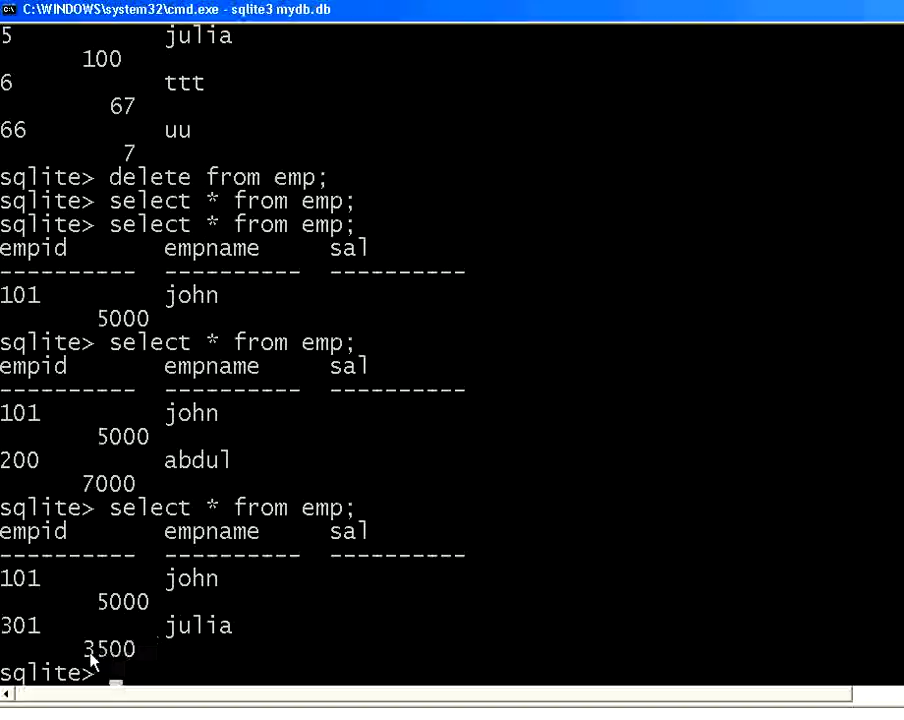 C:\WINDOWS\system32\cmd.exe - sqlite3 mydb.db
5 julia
100
6 ttt
67
66 uu
7
sqlite> delete from emp;
sqlite> select * from emp;
sqlite> select * from emp;
empid empname sal
---------- ---------- ----------
101 john
5000
sqlite> select * from emp;
empid empname sal
---------- ---------- ----------
101 john
5000
200 abdul
7000
sqlite> select * from emp;
empid empname sal
---------- ---------- ----------
101 john
5000
301 julia
3500
sqlite> _